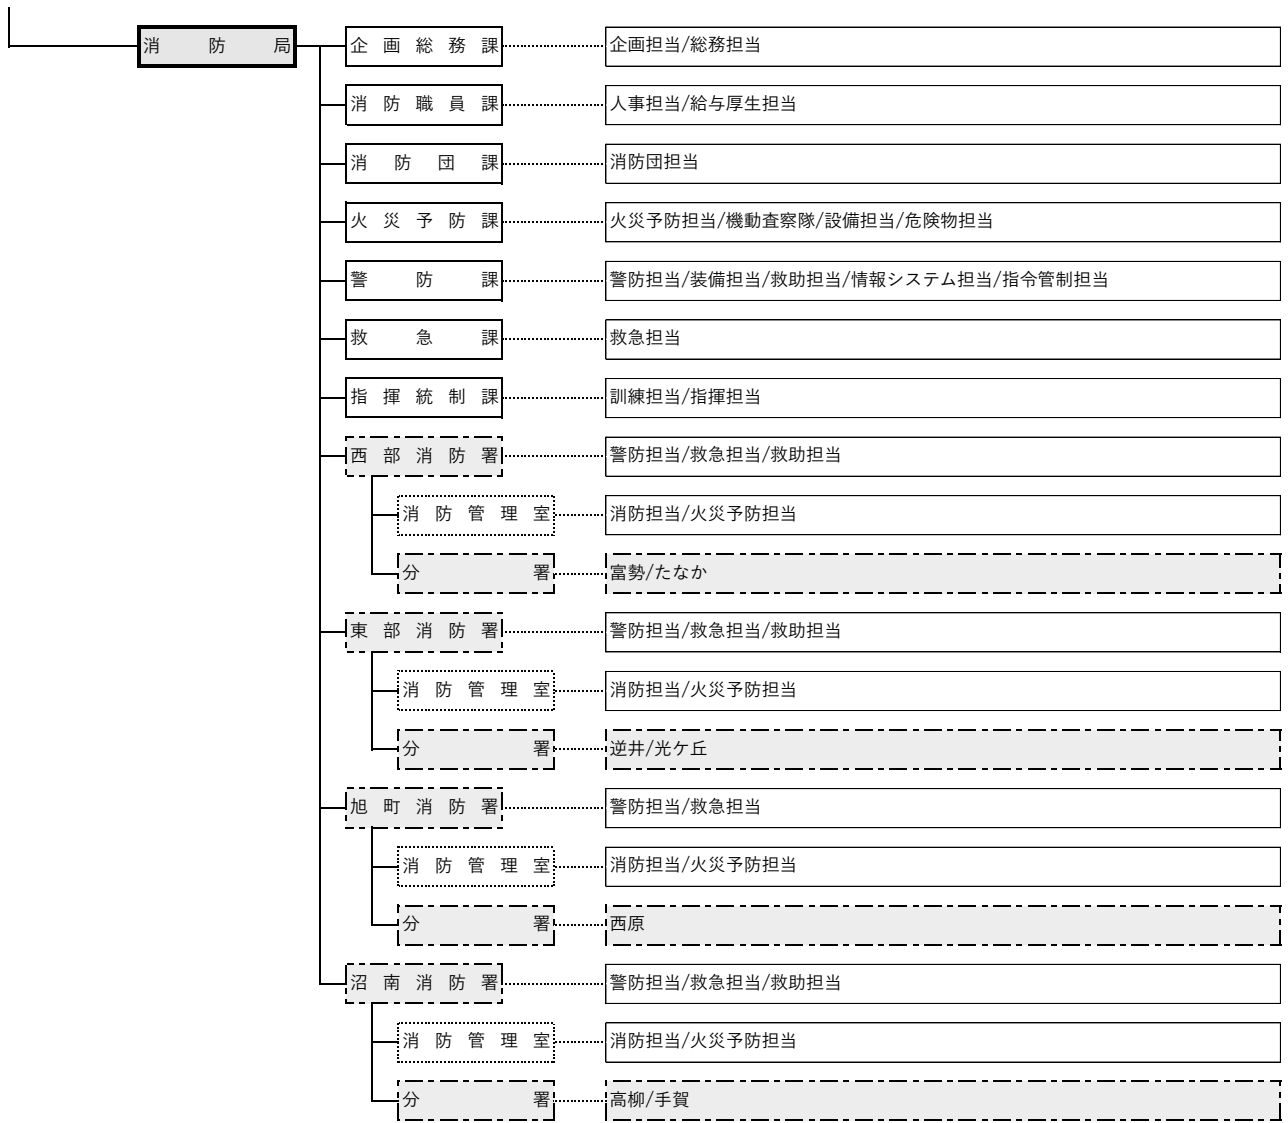 消防局 企画総務課 企画担当/総務担当
消防職員課 人事担当/給与厚生担当
消防団課 消防団担当
火災予防課 火災予防担当/機動査察隊/設備担当/危険物担当
警防課 警防担当/装備担当/救助担当/情報システム担当/指令管制担当
救急課 救急担当
指揮統制課 訓練担当/指揮担当
西部消防署 警防担当/救急担当/救助担当
消防管理室 消防担当/火災予防担当
分署 富勢/たなか
東部消防署 警防担当/救急担当/救助担当
消防管理室 消防担当/火災予防担当
分署 逆井/光ケ丘
旭町消防署 警防担当/救急担当
消防管理室 消防担当/火災予防担当
分署 西原
沼南消防署 警防担当/救急担当/救助担当
消防管理室 消防担当/火災予防担当
分署 高柳/手賀